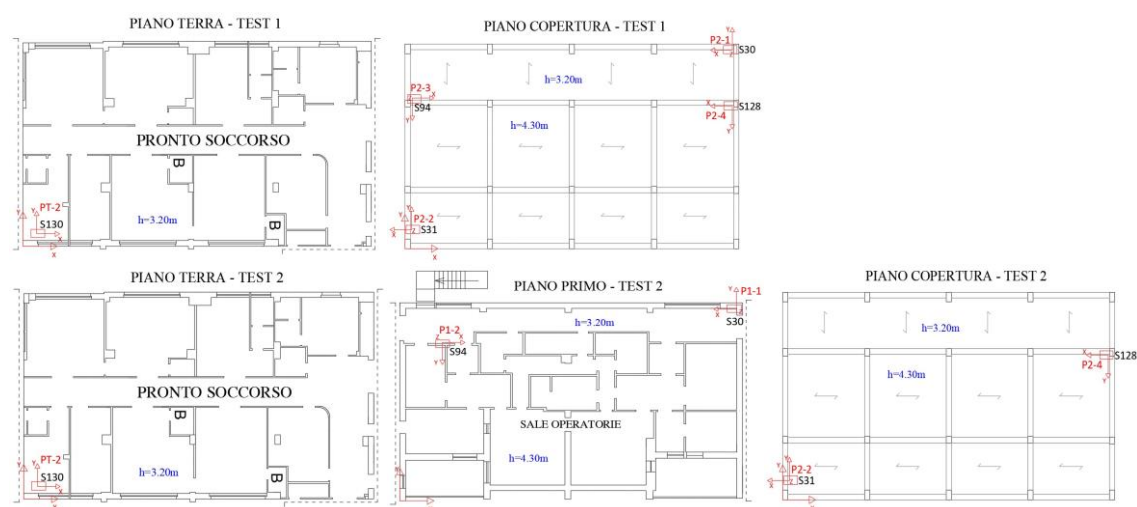 PIANO TERRA - TEST 1
PRONTO SOCCORSO
B
PT-2
Y
Y
S130
X
X
h=3.20m
B
PIANO COPERTURA - TEST 1
Y
P2-1
S30
X
h=3.20m
P2-3
X
S94
Y
X
S128
P2-4
Y
h=4.30m
P2-2
Y
X
Z
S31
X
PIANO TERRA - TEST 2
PRONTO SOCCORSO
B
PT-2
Y
Y
S130
X
X
h=3.20m
B
PIANO PRIMO - TEST 2
Y
P1-1
X
S30
h=3.20m
P1-2
Z
X
S94
Y
SALE OPERATORIE
h=4.30m
PIANO COPERTURA - TEST 2
h=3.20m
X
S128
P2-4
Y
h=4.30m
P2-2
Y
X
Z
S31